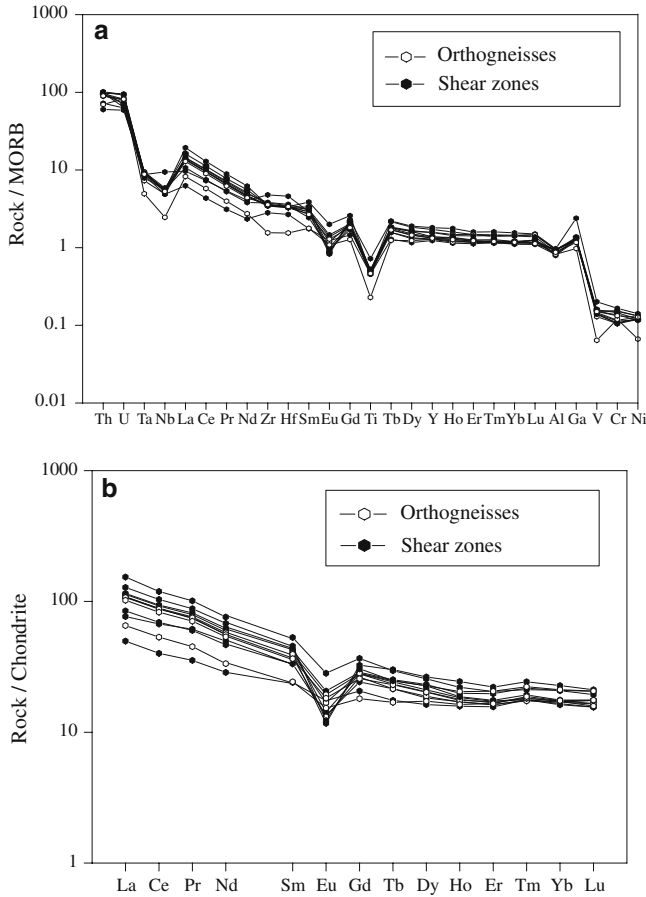 a
1000
100
10
1
0.1
0.01
Rock / MORB
Orthogneisses
Shear zones
Th U Ta Nb La Ce Pr Nd Zr Hf Sm Eu Gd Ti Tb Dy Y Ho Er Tm Yb Lu Al Ga V Cr Ni
b
1000
100
10
1
Rock / Chondrite
Orthogneisses
Shear zones
La Ce Pr Nd Sm Eu Gd Tb Dy Ho Er Tm Yb Lu